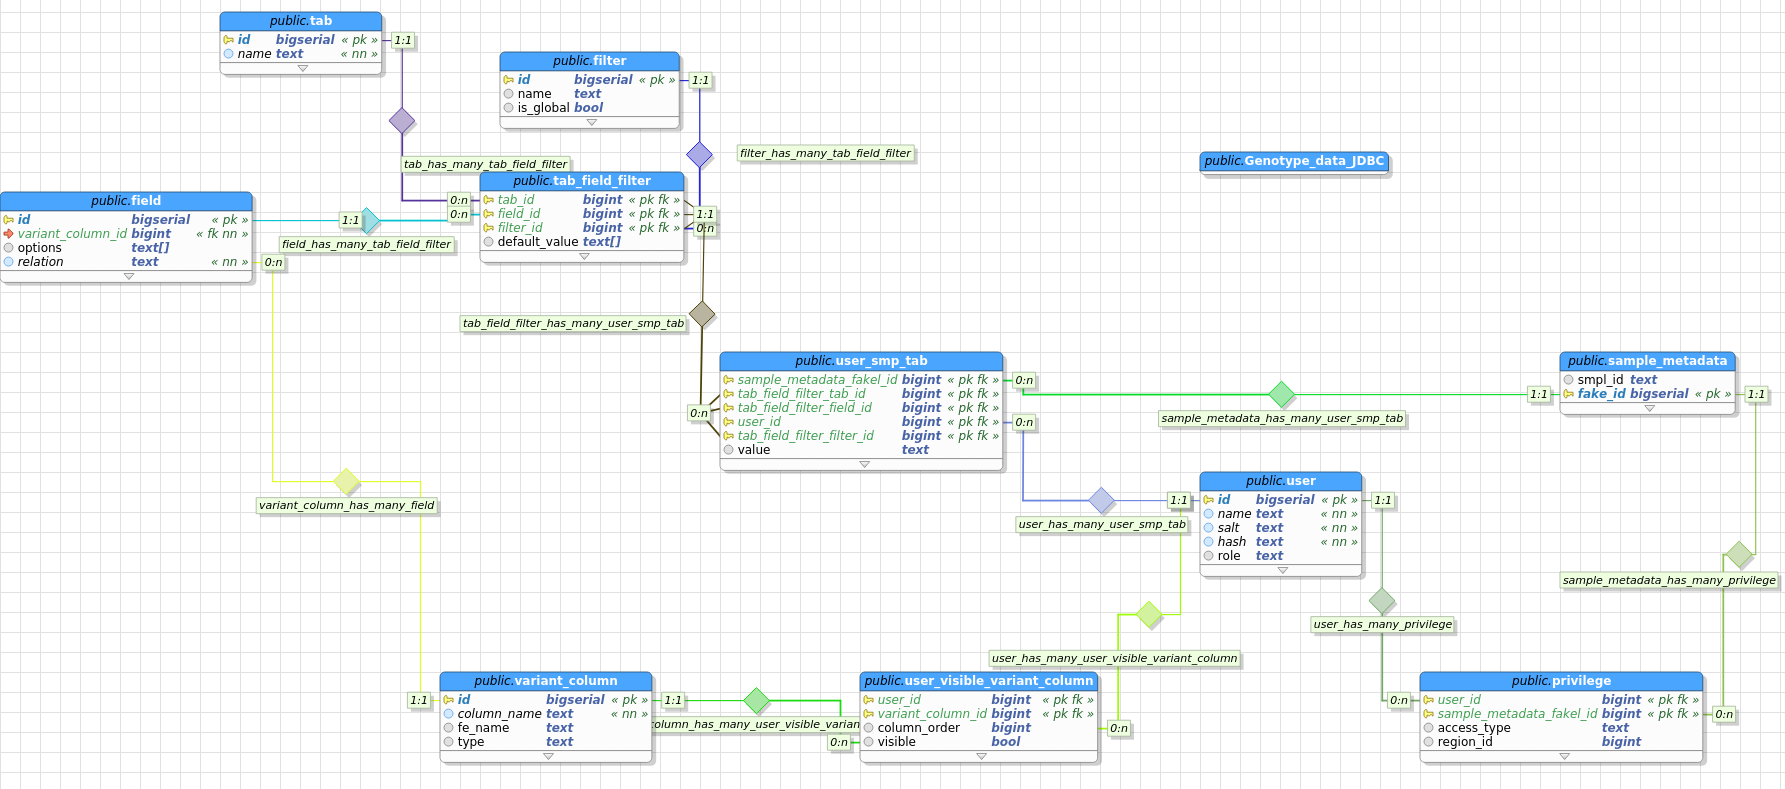 public.tab
id bigserial « pk »
name text « nn »
1:1
public.filter
id bigserial « pk »
name text
is_global bool
1:1
tab_has_many_tab_field_filter
filter_has_many_tab_field_filter
public.Genotype_data_JDBC
public.tab_field_filter
tab_id bigint « pk fk »
field_id bigint « pk fk »
filter_id bigint « pk fk »
default_value text[]
0:n
0:n
1:1
0:n
public.field
id bigserial « pk »
variant_column_id bigint « fk nn »
options text[]
relation text « nn »
1:1
0:n
field_has_many_tab_field_filter
tab_field_filter_has_many_user_smp_tab
public.user_smp_tab
sample_metadata_fakeI_id bigint « pk fk »
tab_field_filter_tab_id bigint « pk fk »
tab_field_filter_field_id bigint « pk fk »
user_id bigint « pk fk »
tab_field_filter_filter_id bigint « pk fk »
value text
0:n
0:n
0:n
sample_metadata_has_many_user_smp_tab
1:1
public.sample_metadata
smpl_id text
fake_id bigserial « pk »
1:1
variant_column_has_many_field
user_has_many_user_smp_tab
1:1
public.user
id bigserial « pk »
name text « nn »
salt text « nn »
hash text « nn »
role text
1:1
sample_metadata_has_many_privilege
user_has_many_privilege
user_has_many_user_visible_variant_column
1:1
public.variant_column
id bigserial « pk »
column_name text « nn »
fe_name text
type text
1:1
column_has_many_user_visible_varian
0:n
public.user_visible_variant_column
user_id bigint « pk fk »
variant_column_id bigint « pk fk »
column_order bigint
visible bool
0:n
0:n
public.privilege
user_id bigint « pk fk »
sample_metadata_fakeI_id bigint « pk fk »
access_type text
region_id bigint
0:n